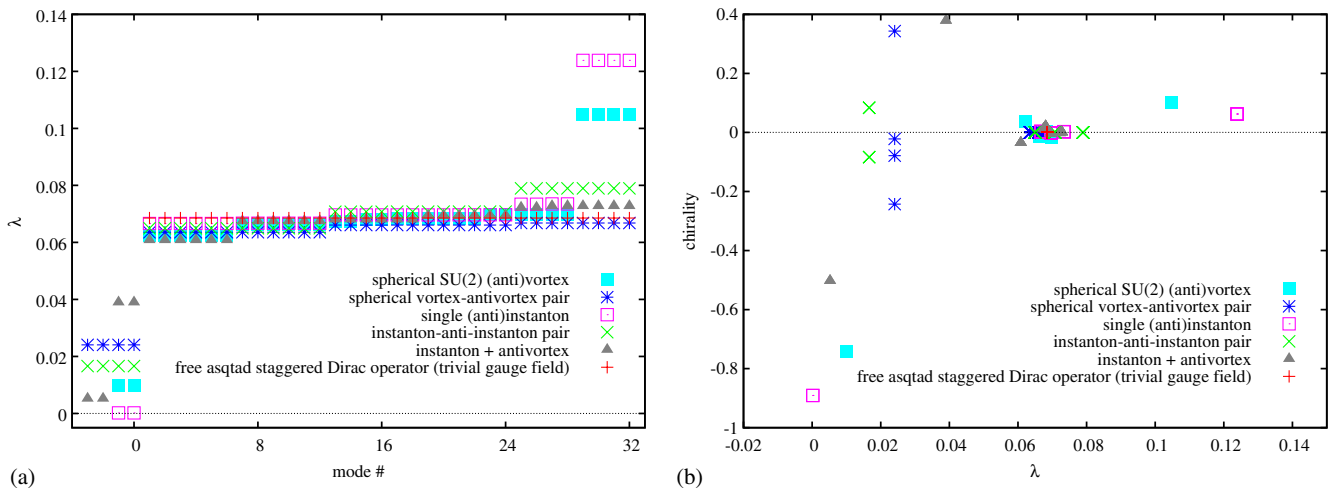 0.14
0.12
0.1
0.08
0.06
0.04
0.02
0
λ
spherical SU(2) (anti)vortex
spherical vortex-antivortex pair
single (anti)instanton
instanton-anti-instanton pair
instanton + antivortex
free asqtad staggered Dirac operator (trivial gauge field)
0 8 16 24 32
mode #
(a)
0.4
0.2
0
-0.2
-0.4
-0.6
-0.8
-1
chirality
spherical SU(2) (anti)vortex
spherical vortex-antivortex pair
single (anti)instanton
instanton-anti-instanton pair
instanton + antivortex
free asqtad staggered Dirac operator (trivial gauge field)
-0.02 0 0.02 0.04 0.06 0.08 0.1 0.12 0.14
λ
(b)